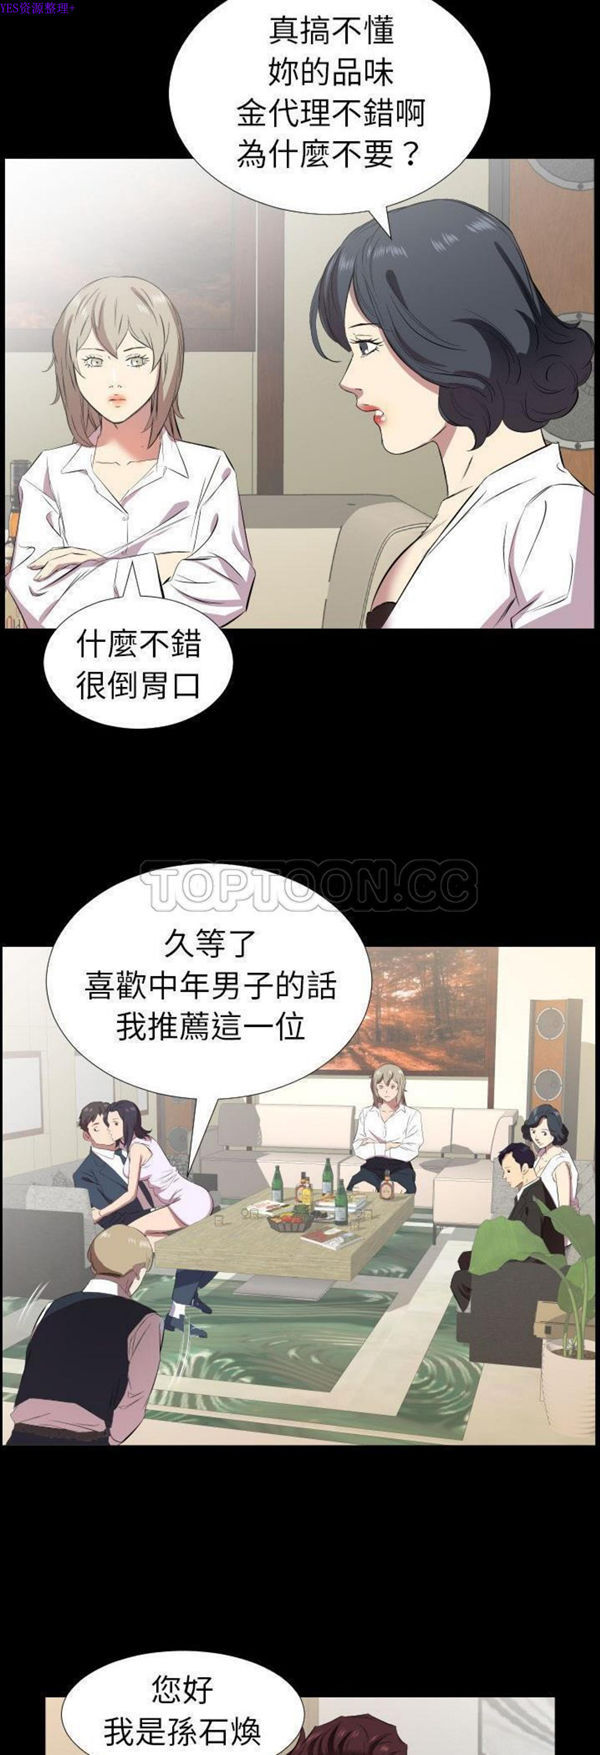 YES资源整理+
真搞不懂
妳的品味
金代理不錯啊
為什麼不要？
什麼不錯
很倒胃口
TOPTOON.CC
久等了
喜歡中年男子的話
我推薦這一位
您好
我是孫石煥